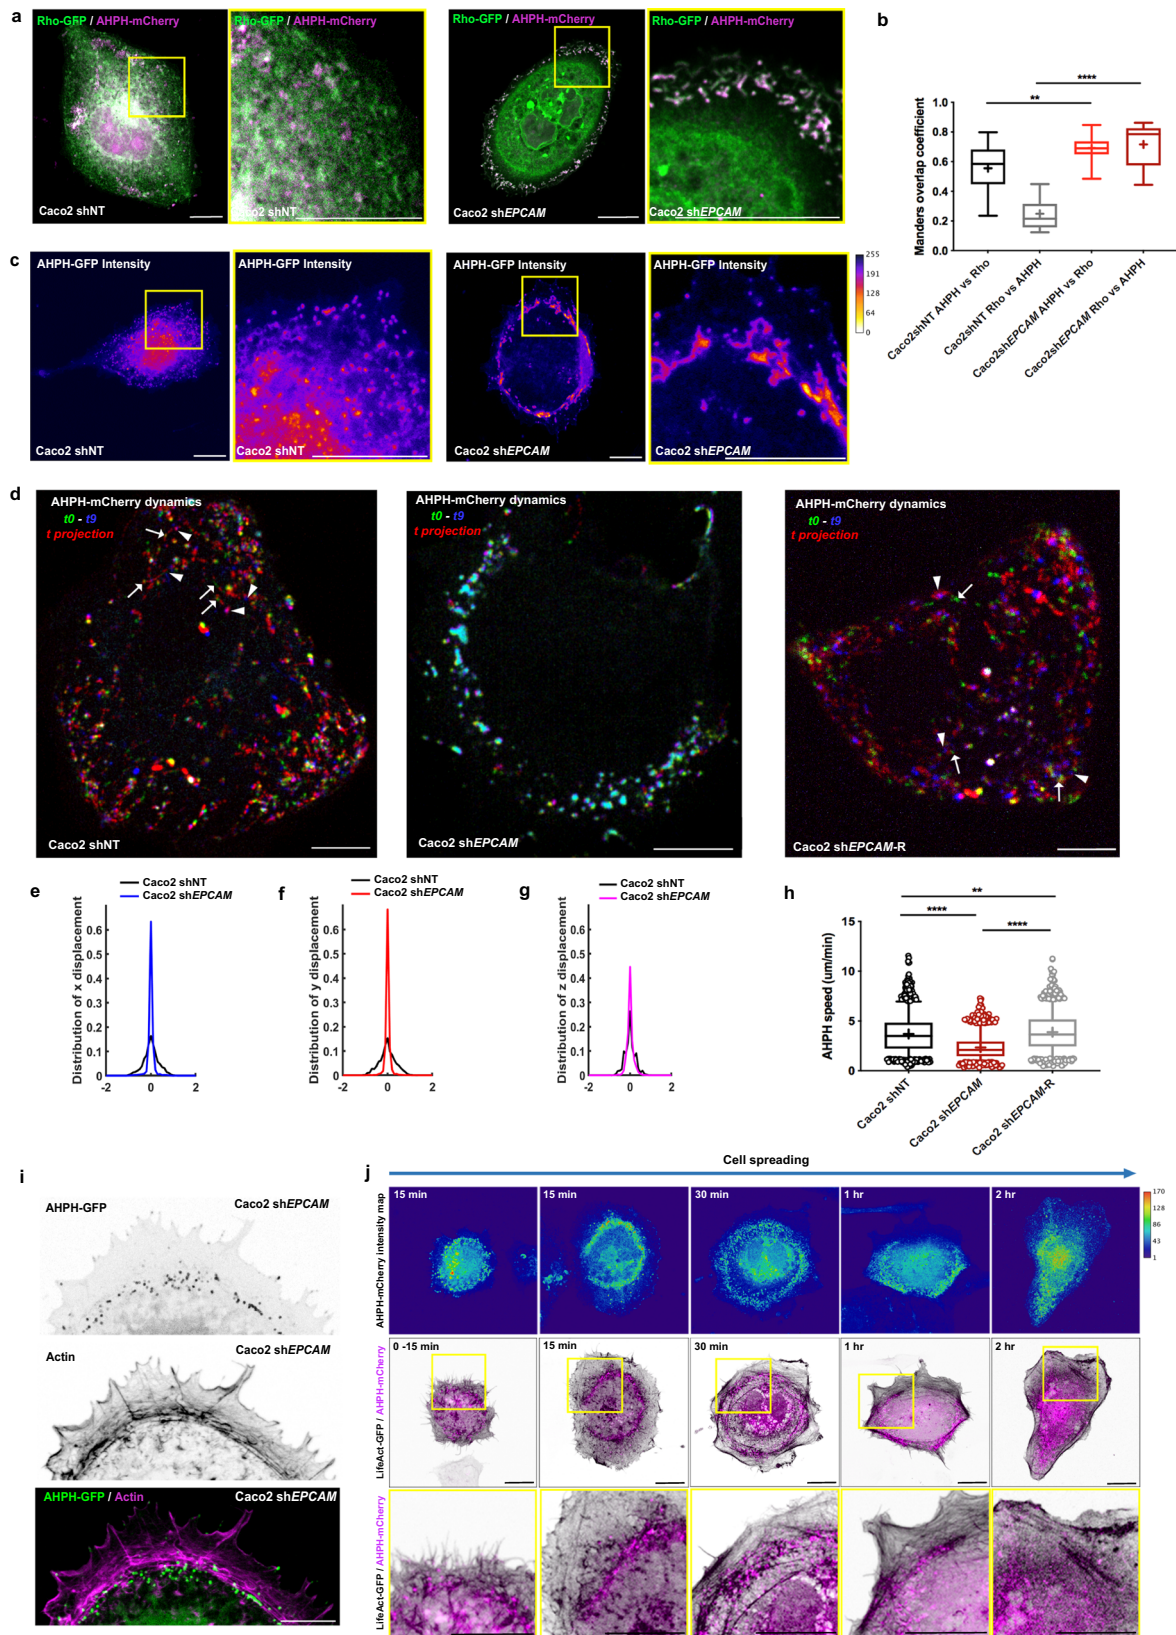 a
Rho-GFP / AHPH-mCherry
Caco2 shNT
Rho-GFP / AHPH-mCherry
Caco2 shNT
Rho-GFP / AHPH-mCherry
Caco2 shEPCAM
Rho-GFP / AHPH-mCherry
Caco2 shEPCAM
b
Manders overlap coefficient
1.0
0.8
0.6
0.4
0.2
0.0
**
****
Caco2shNT AHPH vs Rho
Cao2shNT Rho vs AHPH
Caco2shEPCAM AHPH vs Rho
Caco2shEPCAM Rho vs AHPH
c
AHPH-GFP Intensity
Caco2 shNT
AHPH-GFP Intensity
Caco2 shNT
AHPH-GFP Intensity
Caco2 shEPCAM
AHPH-GFP Intensity
Caco2 shEPCAM
255
191
128
64
0
d
AHPH-mCherry dynamics
t0 - t9
t projection
Caco2 shNT
AHPH-mCherry dynamics
t0 - t9
t projection
Caco2 shEPCAM
AHPH-mCherry dynamics
t0 - t9
t projection
Caco2 shEPCAM-R
e
Caco2 shNT
Caco2 shEPCAM
Distribution of x displacement
0.6
0.5
0.4
0.3
0.2
0.1
0
-2 0 2
f
Caco2 shNT
Caco2 shEPCAM
Distribution of y displacement
0.6
0.5
0.4
0.3
0.2
0.1
0
-2 0 2
g
Caco2 shNT
Caco2 shEPCAM
Distribution of z displacement
0.6
0.5
0.4
0.3
0.2
0.1
0
-2 0 2
h
AHPH speed (um/min)
15
10
5
0
**
****
****
Caco2 shNT
Caco2 shEPCAM
Caco2 shEPCAM-R
i
AHPH-GFP
Caco2 shEPCAM
Actin
Caco2 shEPCAM
AHPH-GFP / Actin
Caco2 shEPCAM
j
Cell spreading
AHPH-mCherry intensity map
15 min
15 min
30 min
1 hr
2 hr
170
128
86
43
1
LifeAct-GFP / AHPH-mCherry
0 -15 min
15 min
30 min
1 hr
2 hr
LifeAct-GFP / AHPH-mCherry